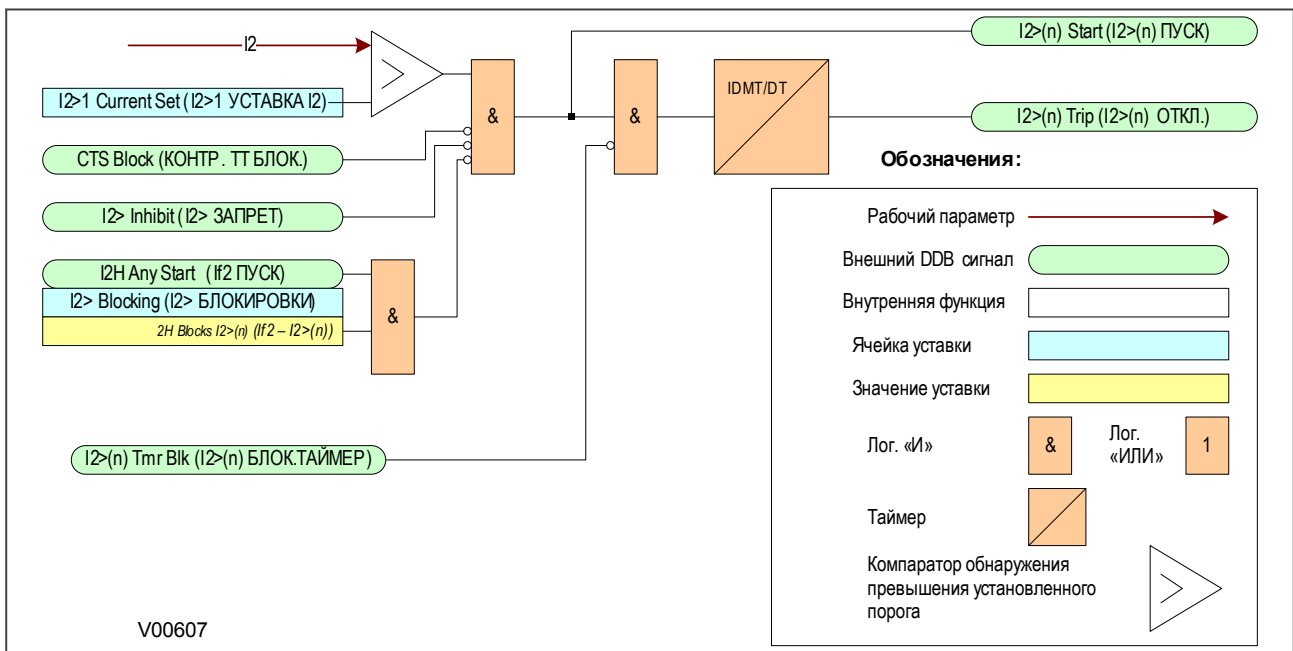 I2
I2>1 Current Set (I2>1 УСТАВКА I2)
>
&
CTS Block (КОНТР. ТТ БЛОК.)
I2> Inhibit (I2> ЗАПРЕТ)
I2H Any Start (If2 ПУСК)
I2> Blocking (I2> БЛОКИРОВКИ)
2H Blocks I2>(n) (If2 – I2>(n))
&
I2>(n) Tmr Blk (I2>(n) БЛОК.ТАЙМЕР)
&
IDMT/DT
I2>(n) Start (I2>(n) ПУСК)
I2>(n) Trip (I2>(n) ОТКЛ.)
Обозначения:
Рабочий параметр
Внешний DDB сигнал
Внутренняя функция
Ячейка уставки
Значение уставки
Лог. «И»
&
Лог.
«ИЛИ»
1
Таймер
Компаратор обнаружения
превышения установленного
порога
>
V00607